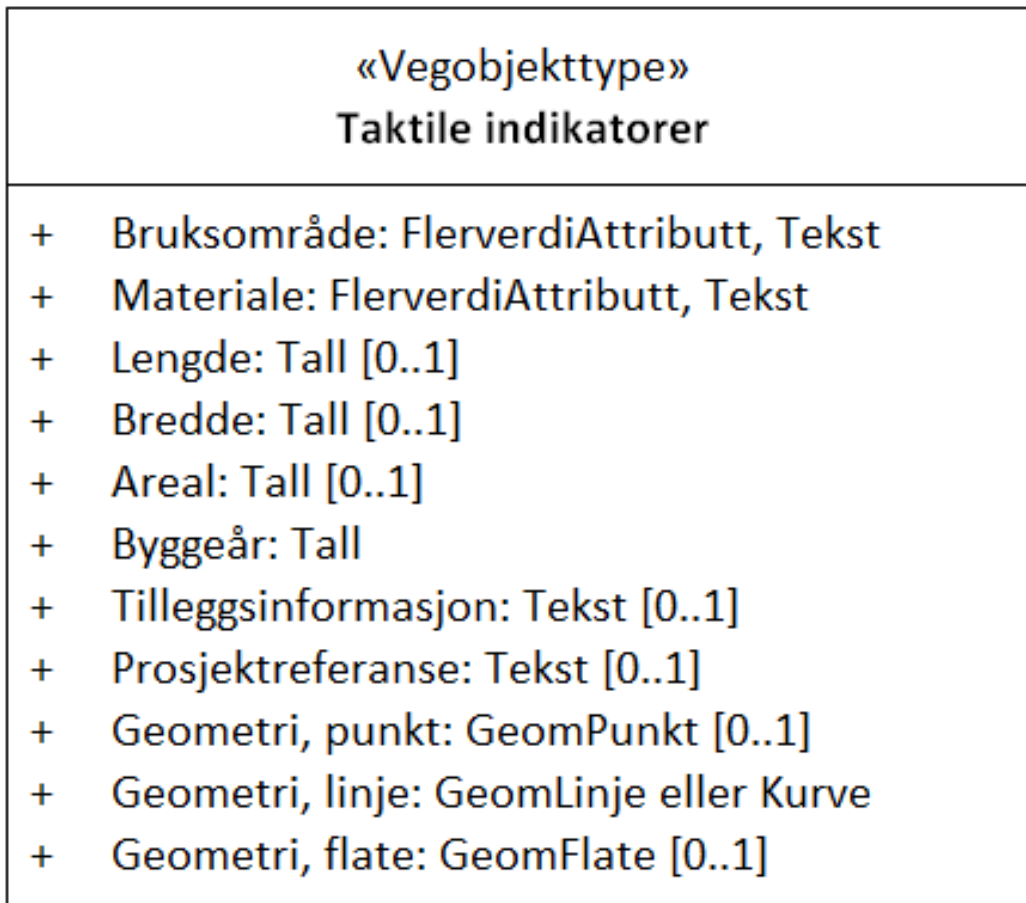 «Vegobjekttype»
Taktile indikatorer
+ Bruksområde: FlerverdiAttributt, Tekst
+ Materiale: FlerverdiAttributt, Tekst
+ Lengde: Tall [0..1]
+ Bredde: Tall [0..1]
+ Areal: Tall [0..1]
+ Byggeår: Tall
+ Tilleggsinformasjon: Tekst [0..1]
+ Prosjektreferanse: Tekst [0..1]
+ Geometri, punkt: GeomPunkt [0..1]
+ Geometri, linje: GeomLinje eller Kurve
+ Geometri, flate: GeomFlate [0..1]